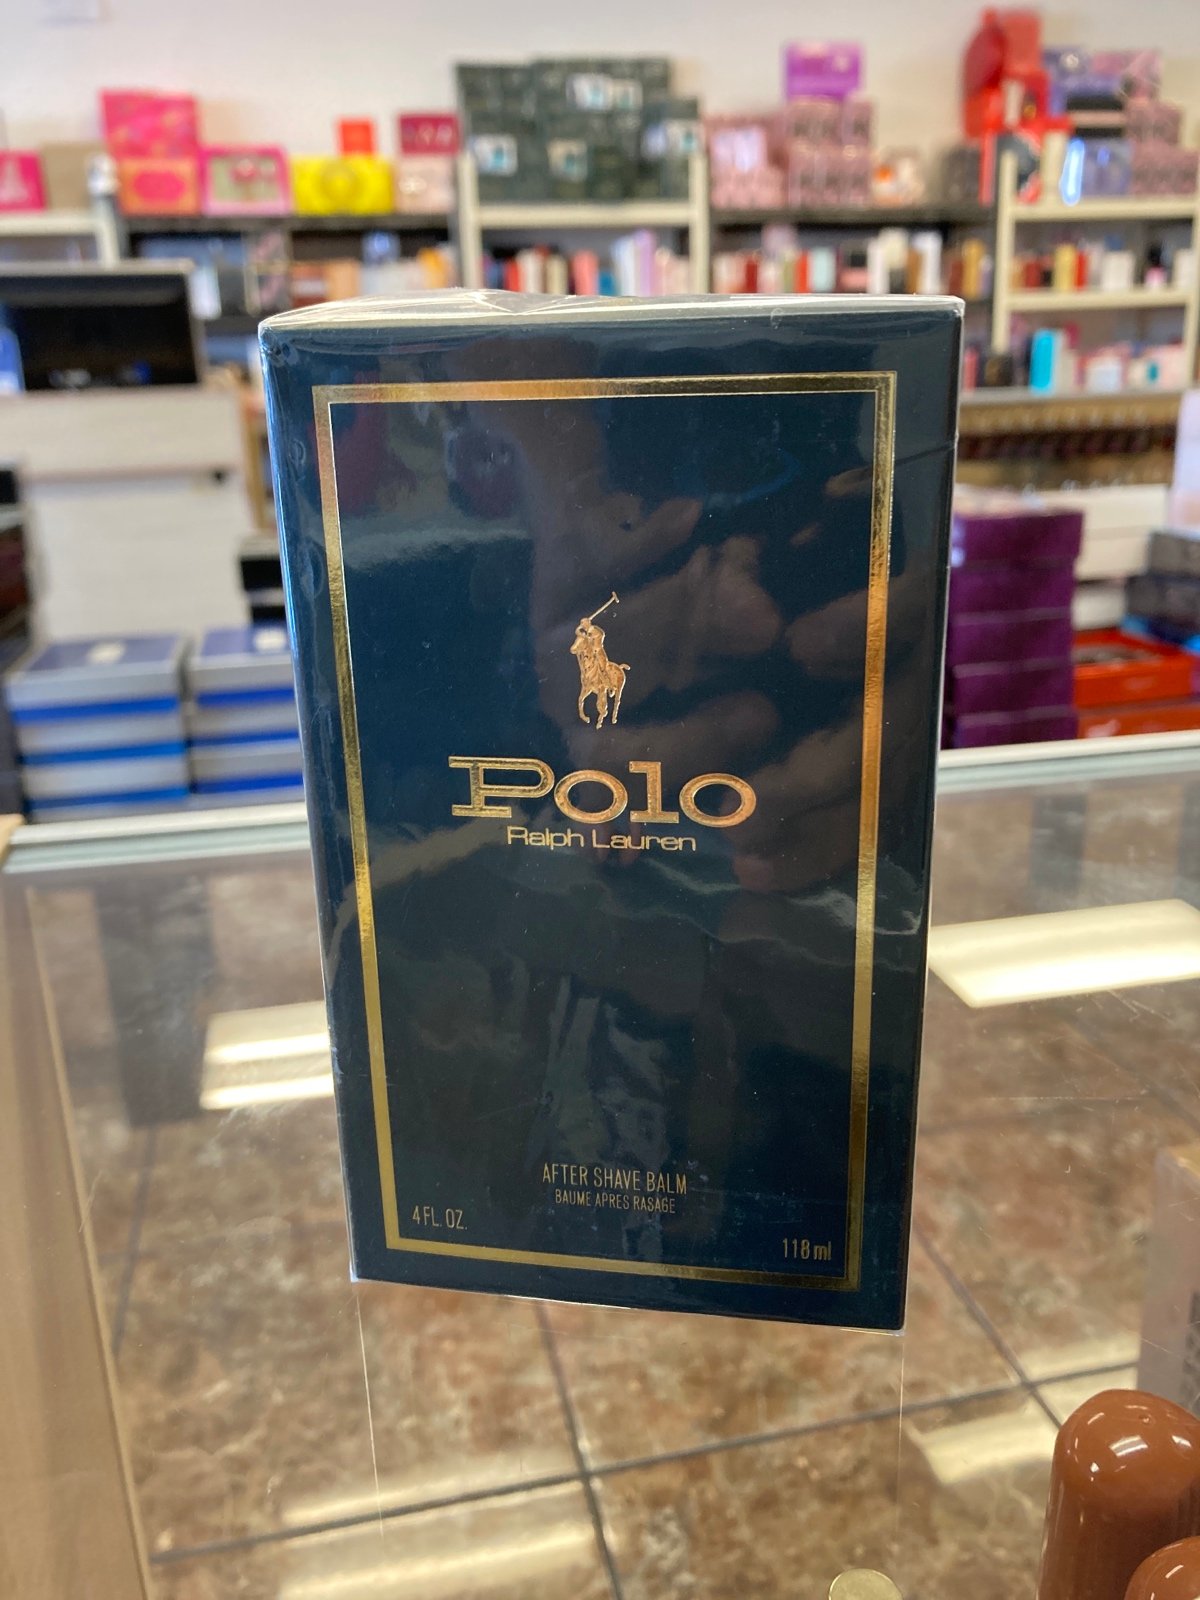 Polo
Ralph Lauren
AFTER SHAVE BALM
BAUME APRES RASAGE
4 FL. OZ.
118 ml